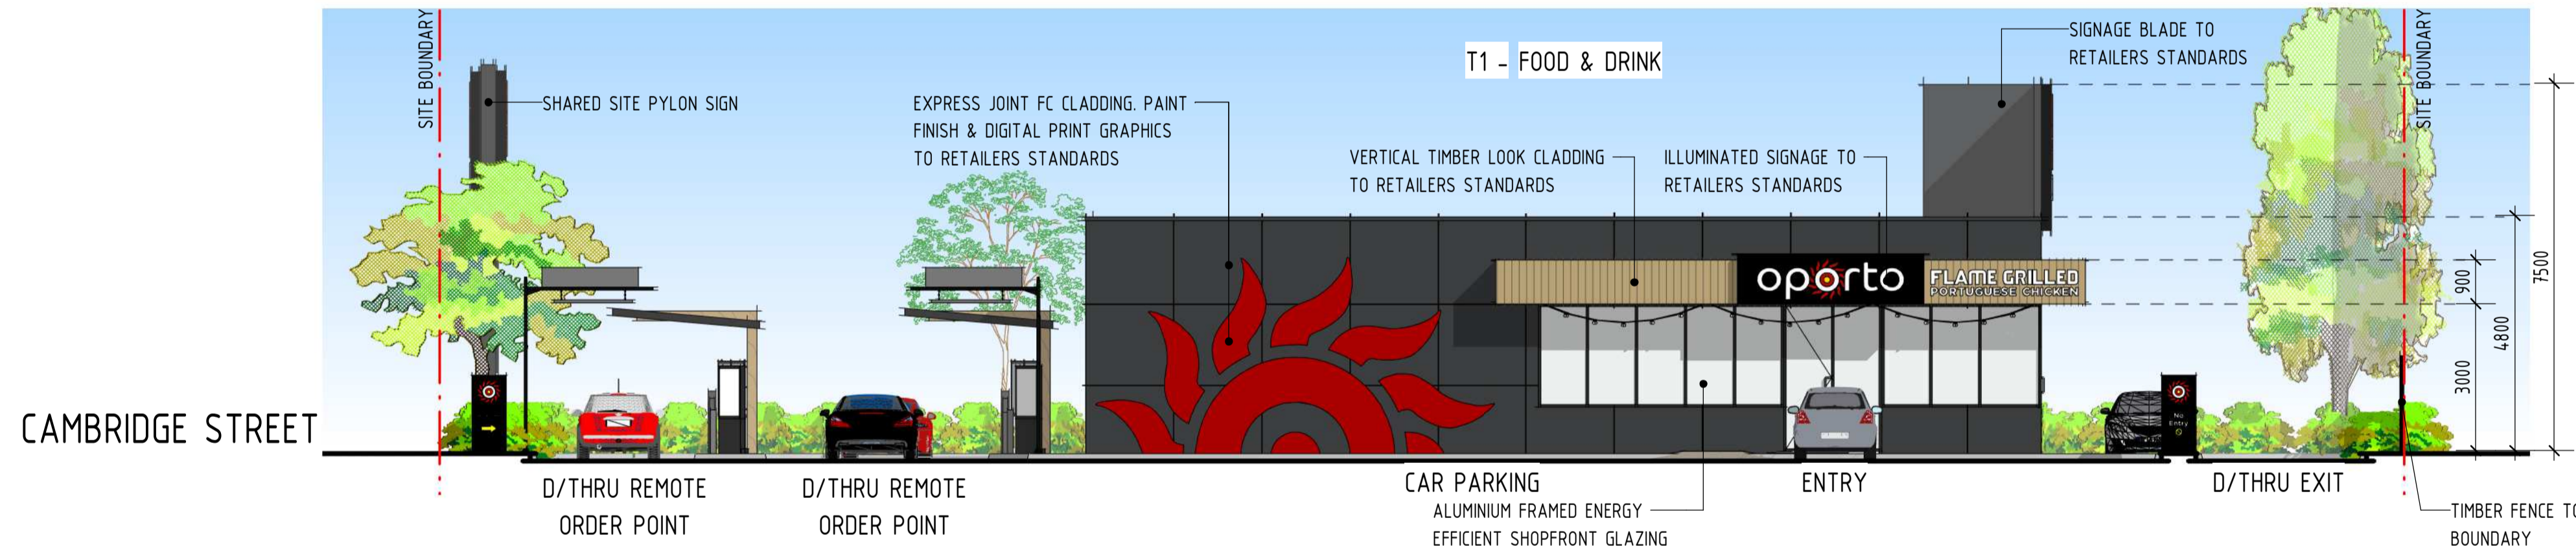 SITE BOUNDARY
SHARED SITE PYLON SIGN
EXPRESS JOINT FC CLADDING. PAINT
FINISH & DIGITAL PRINT GRAPHICS
TO RETAILERS STANDARDS
T1 - FOOD & DRINK
VERTICAL TIMBER LOOK CLADDING
TO RETAILERS STANDARDS
ILLUMINATED SIGNAGE TO
RETAILERS STANDARDS
SIGNAGE BLADE TO
RETAILERS STANDARDS
SITE BOUNDARY
oporto
FLAME GRILLED
PORTUGUESE CHICKEN
900
3000
4800
7500
No
Entry
CAMBRIDGE STREET
D/THRU REMOTE
ORDER POINT
D/THRU REMOTE
ORDER POINT
CAR PARKING
ENTRY
D/THRU EXIT
ALUMINIUM FRAMED ENERGY
EFFICIENT SHOPFRONT GLAZING
TIMBER FENCE TO
BOUNDARY